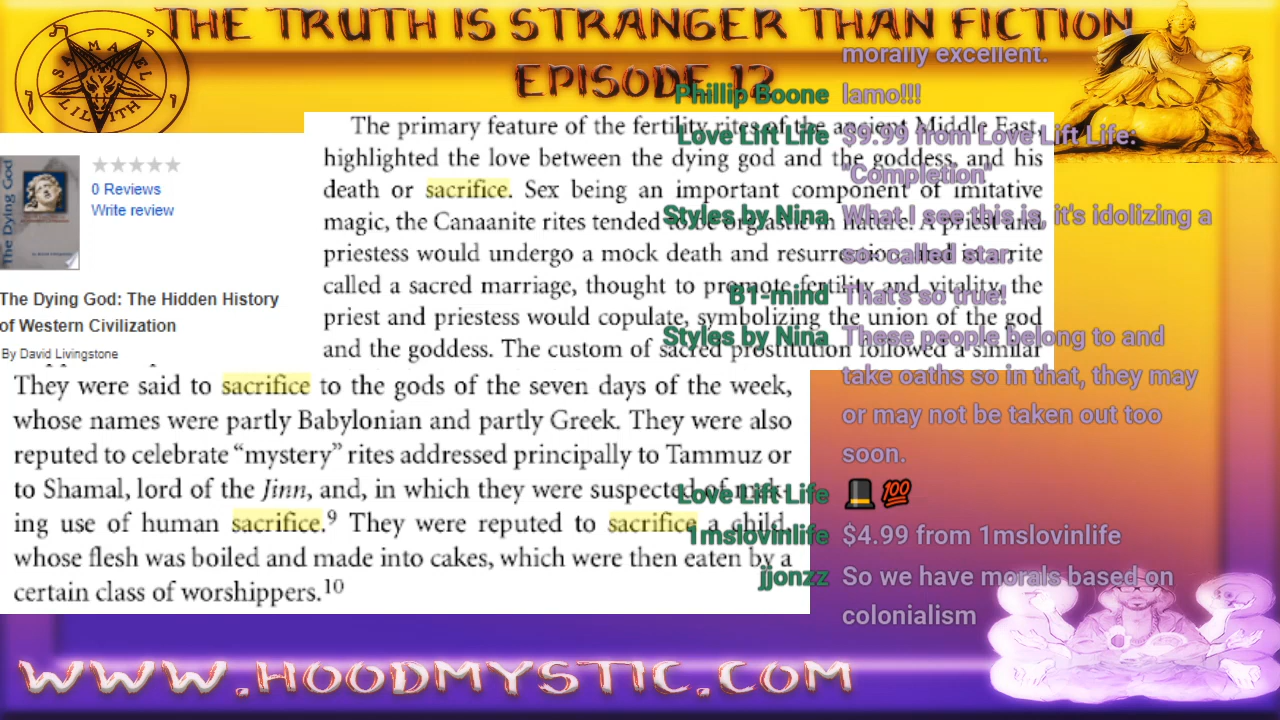 THE TRUTH IS STRANGER THAN FICTION
EPISODE 12
SAMAEL
LILITH
The Dying God
0 Reviews
Write review
The Dying God: The Hidden History
of Western Civilization
By David Livingstone
The primary feature of the fertility rites of the ancient Middle East,
highlighted the love between the dying god and the goddess, and his
death or sacrifice. Sex being an important component of imitative
magic, the Canaanite rites tended to be orgiastic in nature. A priest and
priestess would undergo a mock death and resurrection, and in a rite
called a sacred marriage, thought to promote fertility and vitality, the
priest and priestess would copulate, symbolizing the union of the god
and the goddess. The custom of sacred prostitution followed a similar
They were said to sacrifice to the gods of the seven days of the week,
whose names were partly Babylonian and partly Greek. They were also
reputed to celebrate “mystery” rites addressed principally to Tammuz or
to Shamal, lord of the Jinn, and, in which they were suspected of mak-
ing use of human sacrifice.9 They were reputed to sacrifice a child,
whose flesh was boiled and made into cakes, which were then eaten by a
certain class of worshippers.10
morally excellent.
Phillip Boone lamo!!!
Love Lift Life $9.99 from Love Lift Life:
"Completion"
Styles by Nina What I see this is, it's idolizing a
so- called star.
B1-mind That's so true!
Styles by Nina These people belong to and
take oaths so in that, they may
or may not be taken out too
soon.
Love Lift Life 🎩💯
1mslovinlife $4.99 from 1mslovinlife
jjonzz So we have morals based on
colonialism
WWW.HOODMYSTIC.COM